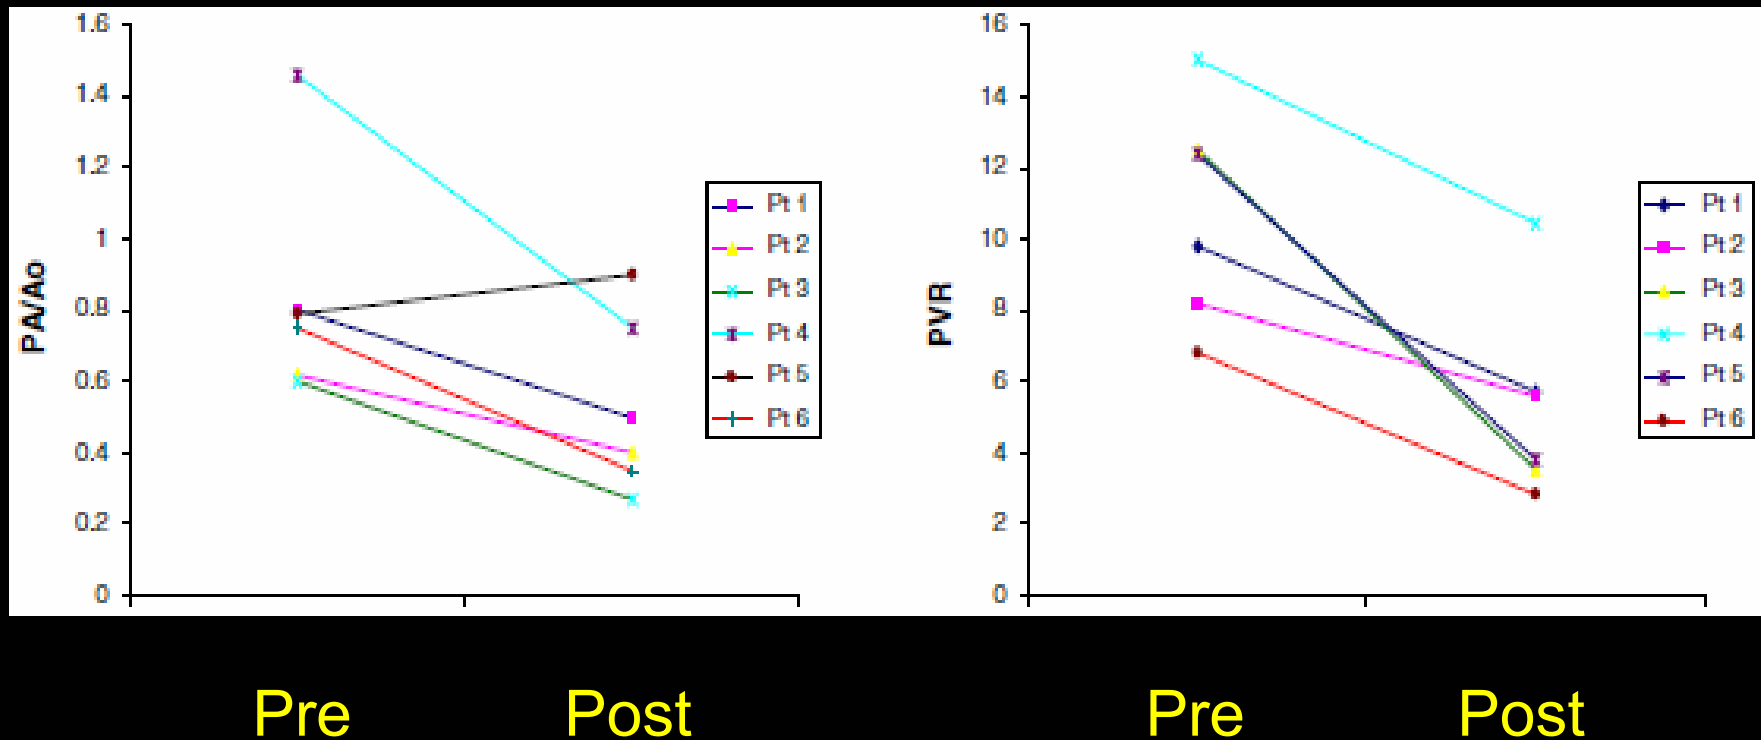 PA/Ao
1.6
1.4
1.2
1
0.8
0.6
0.4
0.2
0
Pt 1
Pt 2
Pt 3
Pt 4
Pt 5
Pt 6
PVR
16
14
12
10
8
6
4
2
0
Pt 1
Pt 2
Pt 3
Pt 4
Pt 5
Pt 6
Pre Post Pre Post